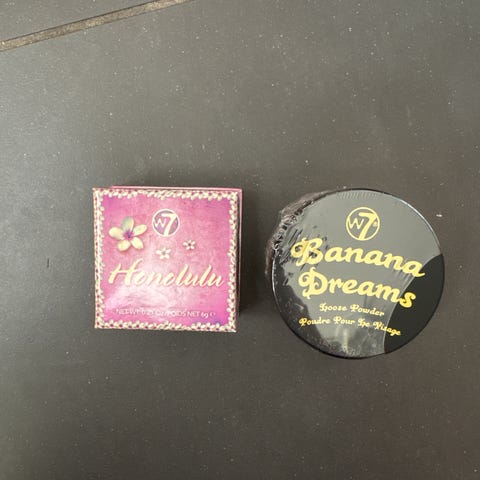 W7
Honolulu
NET WT. 0.21 OZ. / POIDS NET 6g e
W7®
Banana
Dreams
Loose Powder
Poudre Pour Le Visage